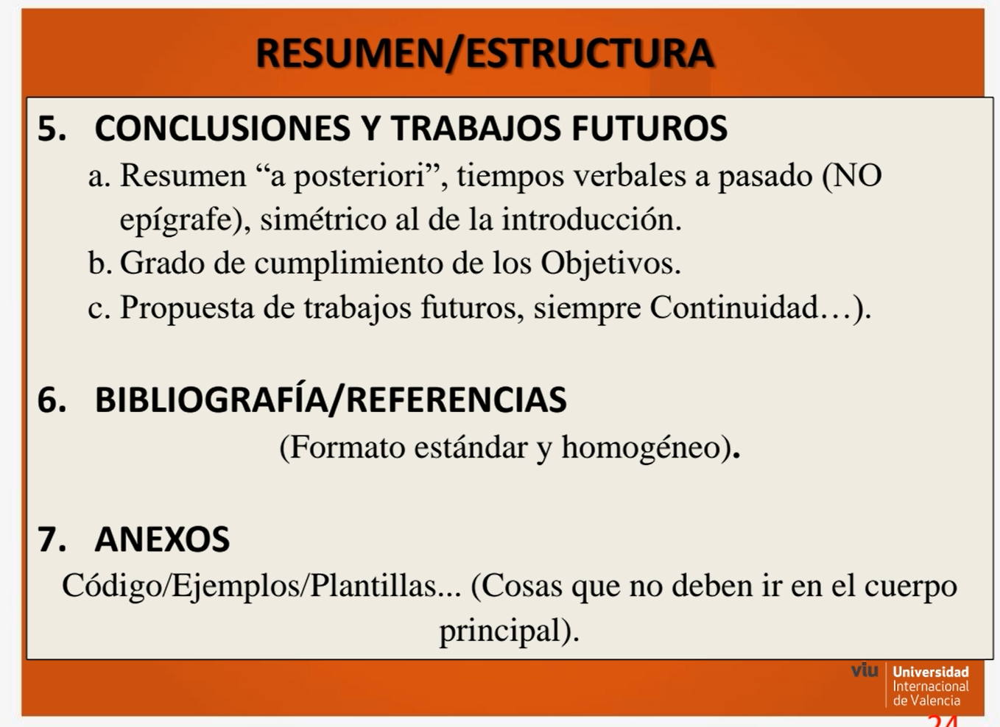 RESUMEN/ESTRUCTURA
5. CONCLUSIONES Y TRABAJOS FUTUROS
a. Resumen “a posteriori”, tiempos verbales a pasado (NO
epígrafe), simétrico al de la introducción.
b. Grado de cumplimiento de los Objetivos.
c. Propuesta de trabajos futuros, siempre Continuidad…).
6. BIBLIOGRAFÍA/REFERENCIAS
(Formato estándar y homogéneo).
7. ANEXOS
Código/Ejemplos/Plantillas... (Cosas que no deben ir en el cuerpo
principal).
viu
Universidad
Internacional
de Valencia
24